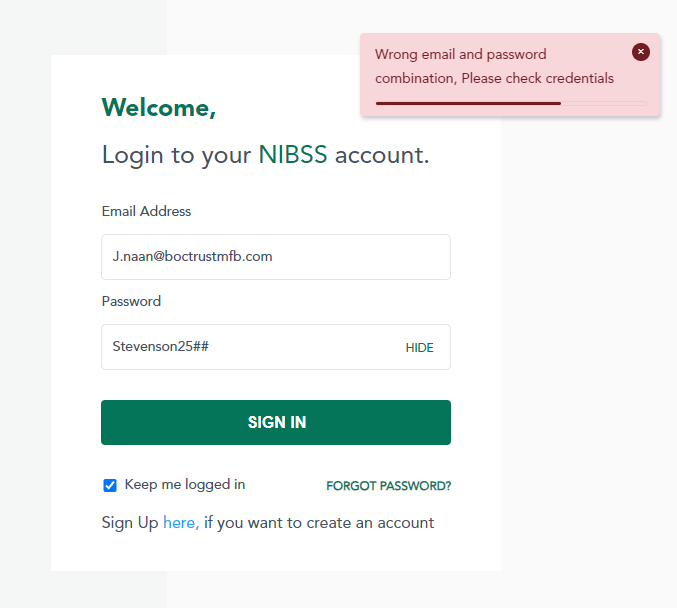 Wrong email and password
combination, Please check credentials
Welcome,
Login to your NIBSS account.
Email Address
J.naan@boctrustmfb.com
Password
Stevenson25##
HIDE
SIGN IN
Keep me logged in
FORGOT PASSWORD?
Sign Up here, if you want to create an account